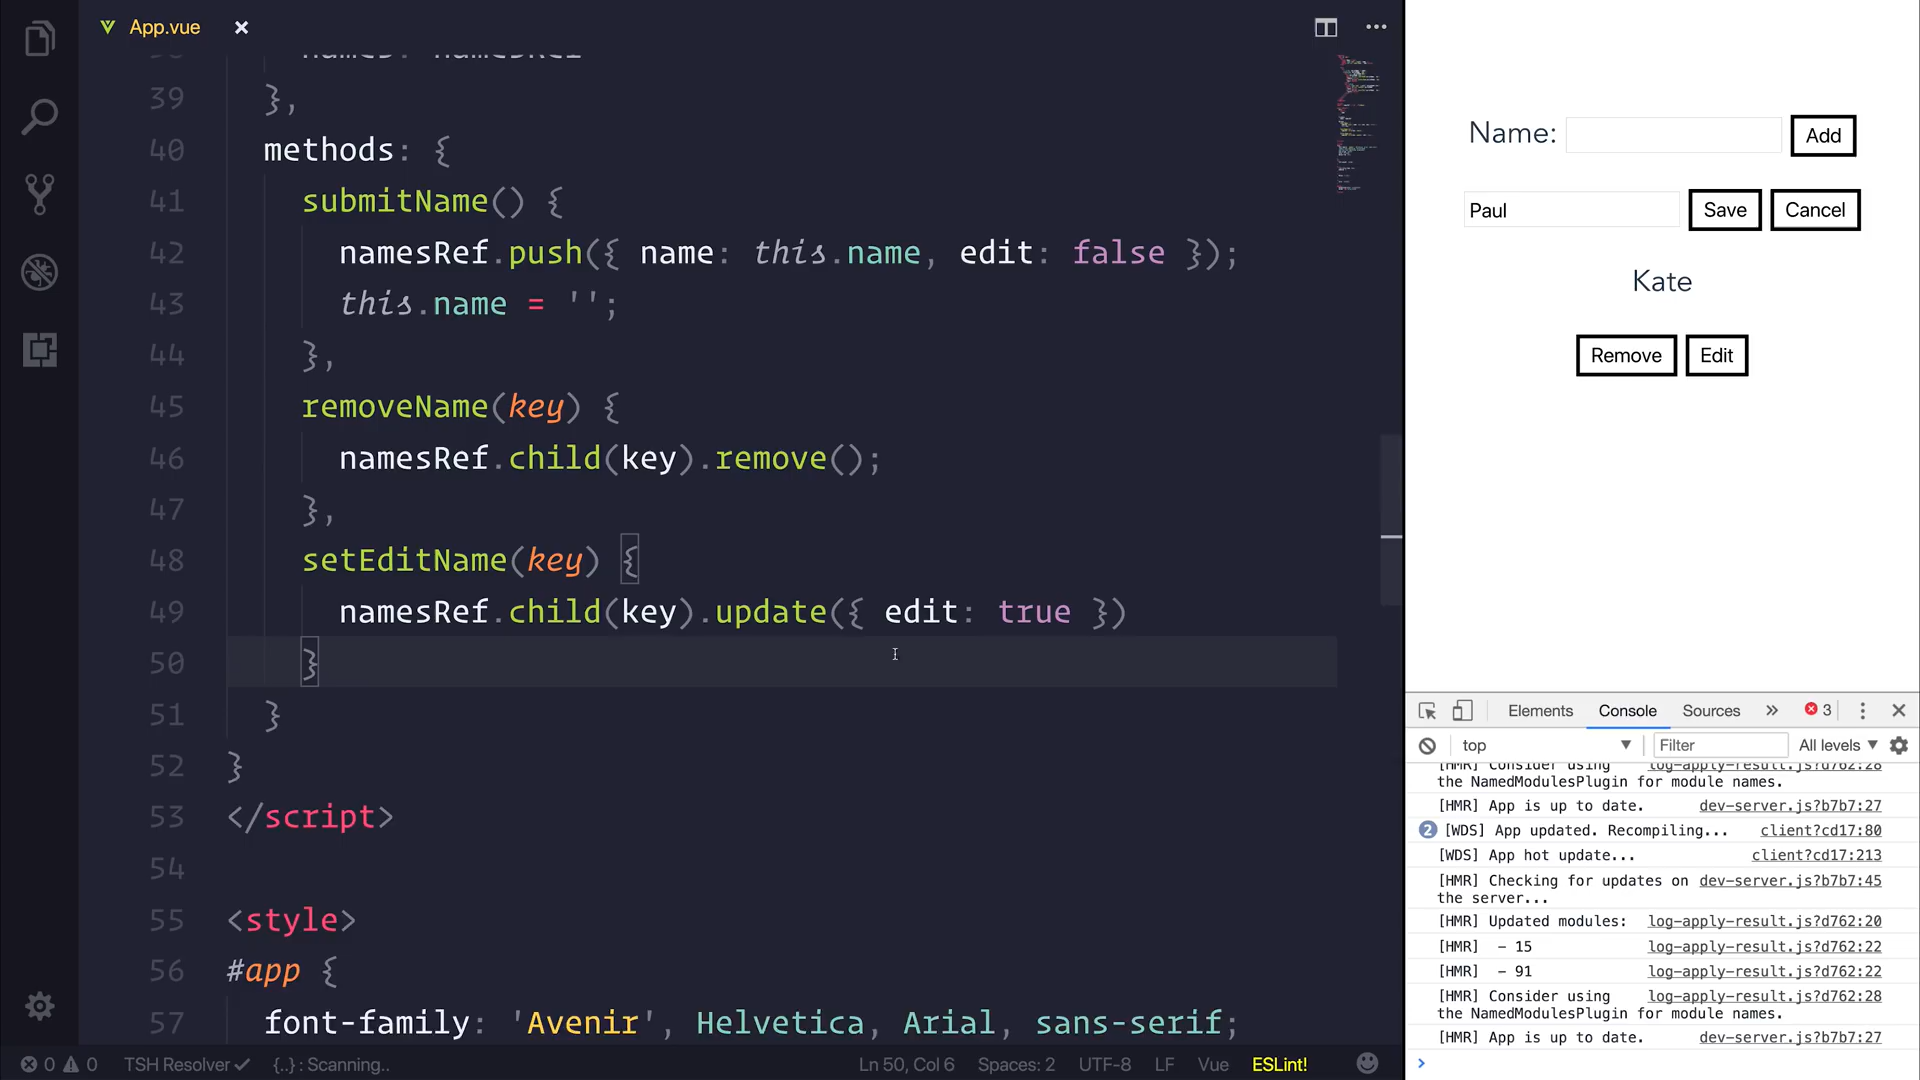 App.vue
39 },
40 methods: {
41 submitName() {
42 namesRef.push({ name: this.name, edit: false });
43 this.name = '';
44 },
45 removeName(key) {
46 namesRef.child(key).remove();
47 },
48 setEditName(key) {
49 namesRef.child(key).update({ edit: true })
50 }
51 }
52 }
53 </script>
54
55 <style>
56 #app {
57 font-family: 'Avenir', Helvetica, Arial, sans-serif;
0 0 TSH Resolver {..} : Scanning.. Ln 50, Col 6 Spaces: 2 UTF-8 LF Vue ESLint!
Name: Add
Paul Save Cancel
Kate
Remove Edit
Elements Console Sources 3
top Filter All levels
[HMR] Consider using log-apply-result.js?d762:28
the NamedModulesPlugin for module names.
[HMR] App is up to date. dev-server.js?b7b7:27
2 [WDS] App updated. Recompiling... client?cd17:80
[WDS] App hot update... client?cd17:213
[HMR] Checking for updates on dev-server.js?b7b7:45
the server...
[HMR] Updated modules: log-apply-result.js?d762:20
[HMR] - 15 log-apply-result.js?d762:22
[HMR] - 91 log-apply-result.js?d762:22
[HMR] Consider using log-apply-result.js?d762:28
the NamedModulesPlugin for module names.
[HMR] App is up to date. dev-server.js?b7b7:27